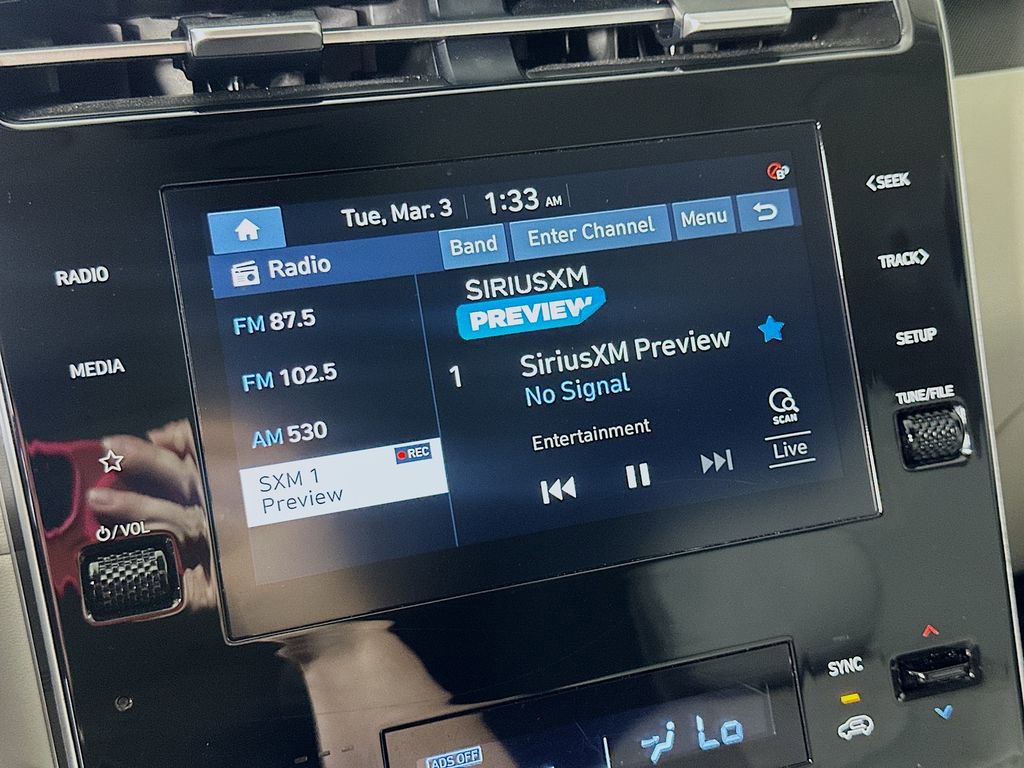 Tue, Mar. 3 1:33 AM
Radio
Band
Enter Channel
Menu
FM 87.5
FM 102.5
AM 530
SXM 1
Preview
REC
SIRIUSXM
PREVIEW
1
SiriusXM Preview
No Signal
Entertainment
SCAN
Live
RADIO
MEDIA
/VOL
<SEEK
TRACK>
SETUP
TUNE/FILE
SYNC
ADS OFF
Lo